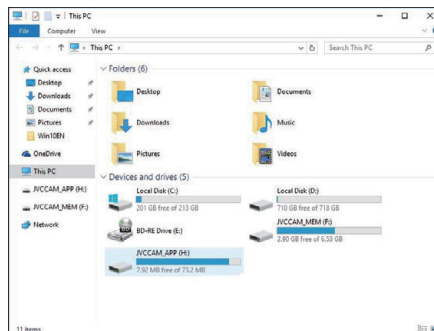 This PC
File Computer View
This PC
Search This PC
Quick access
Desktop
Downloads
Documents
Pictures
Win10EN
OneDrive
This PC
JVCCAM_APP (H:)
JVCCAM_MEM (F:)
Network
Folders (6)
Desktop
Documents
Downloads
Music
Pictures
Videos
Devices and drives (5)
Local Disk (C:)
201 GB free of 213 GB
Local Disk (D:)
710 GB free of 718 GB
BD-RE Drive (E:)
JVCCAM_MEM (F:)
2.90 GB free of 6.53 GB
JVCCAM_APP (H:)
7.92 MB free of 73.2 MB
11 items